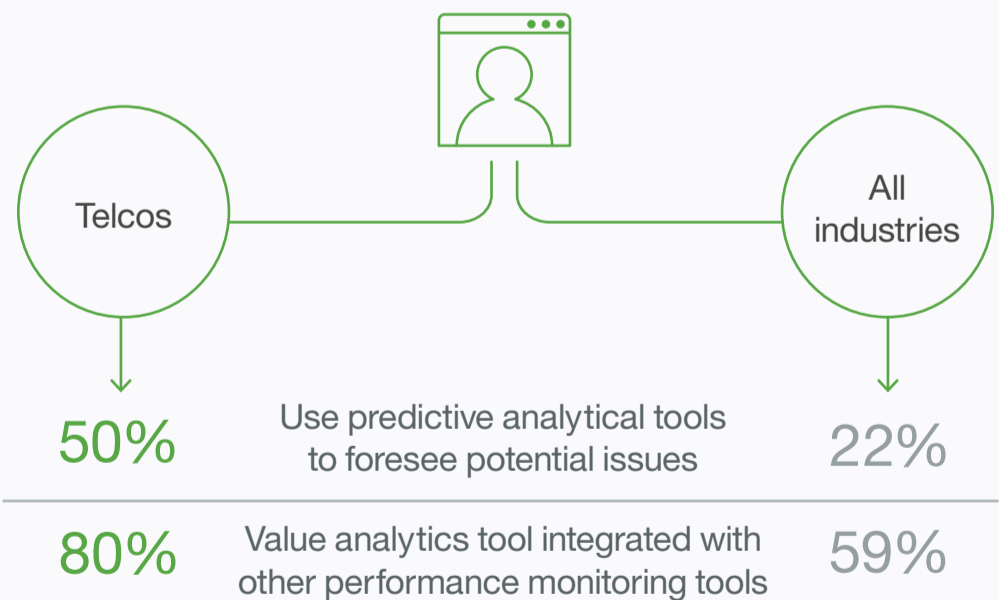 Telcos
All
industries
50%
Use predictive analytical tools
to foresee potential issues
22%
80%
Value analytics tool integrated with
other performance monitoring tools
59%